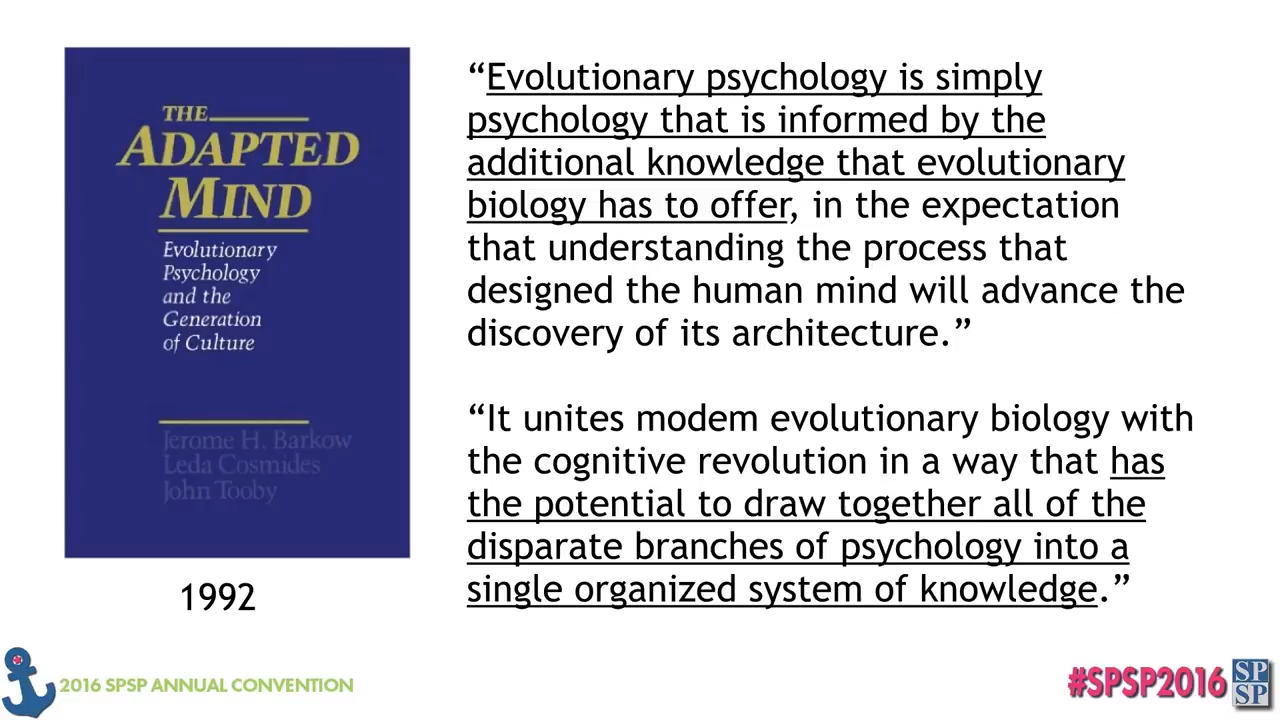 THE
ADAPTED
MIND
Evolutionary
Psychology
and the
Generation
of Culture
Jerome H. Barkow
Leda Cosmides
John Tooby
1992
“Evolutionary psychology is simply
psychology that is informed by the
additional knowledge that evolutionary
biology has to offer, in the expectation
that understanding the process that
designed the human mind will advance the
discovery of its architecture.”
“It unites modem evolutionary biology with
the cognitive revolution in a way that has
the potential to draw together all of the
disparate branches of psychology into a
single organized system of knowledge.”
2016 SPSP ANNUAL CONVENTION
#SPSP2016
SP
SP